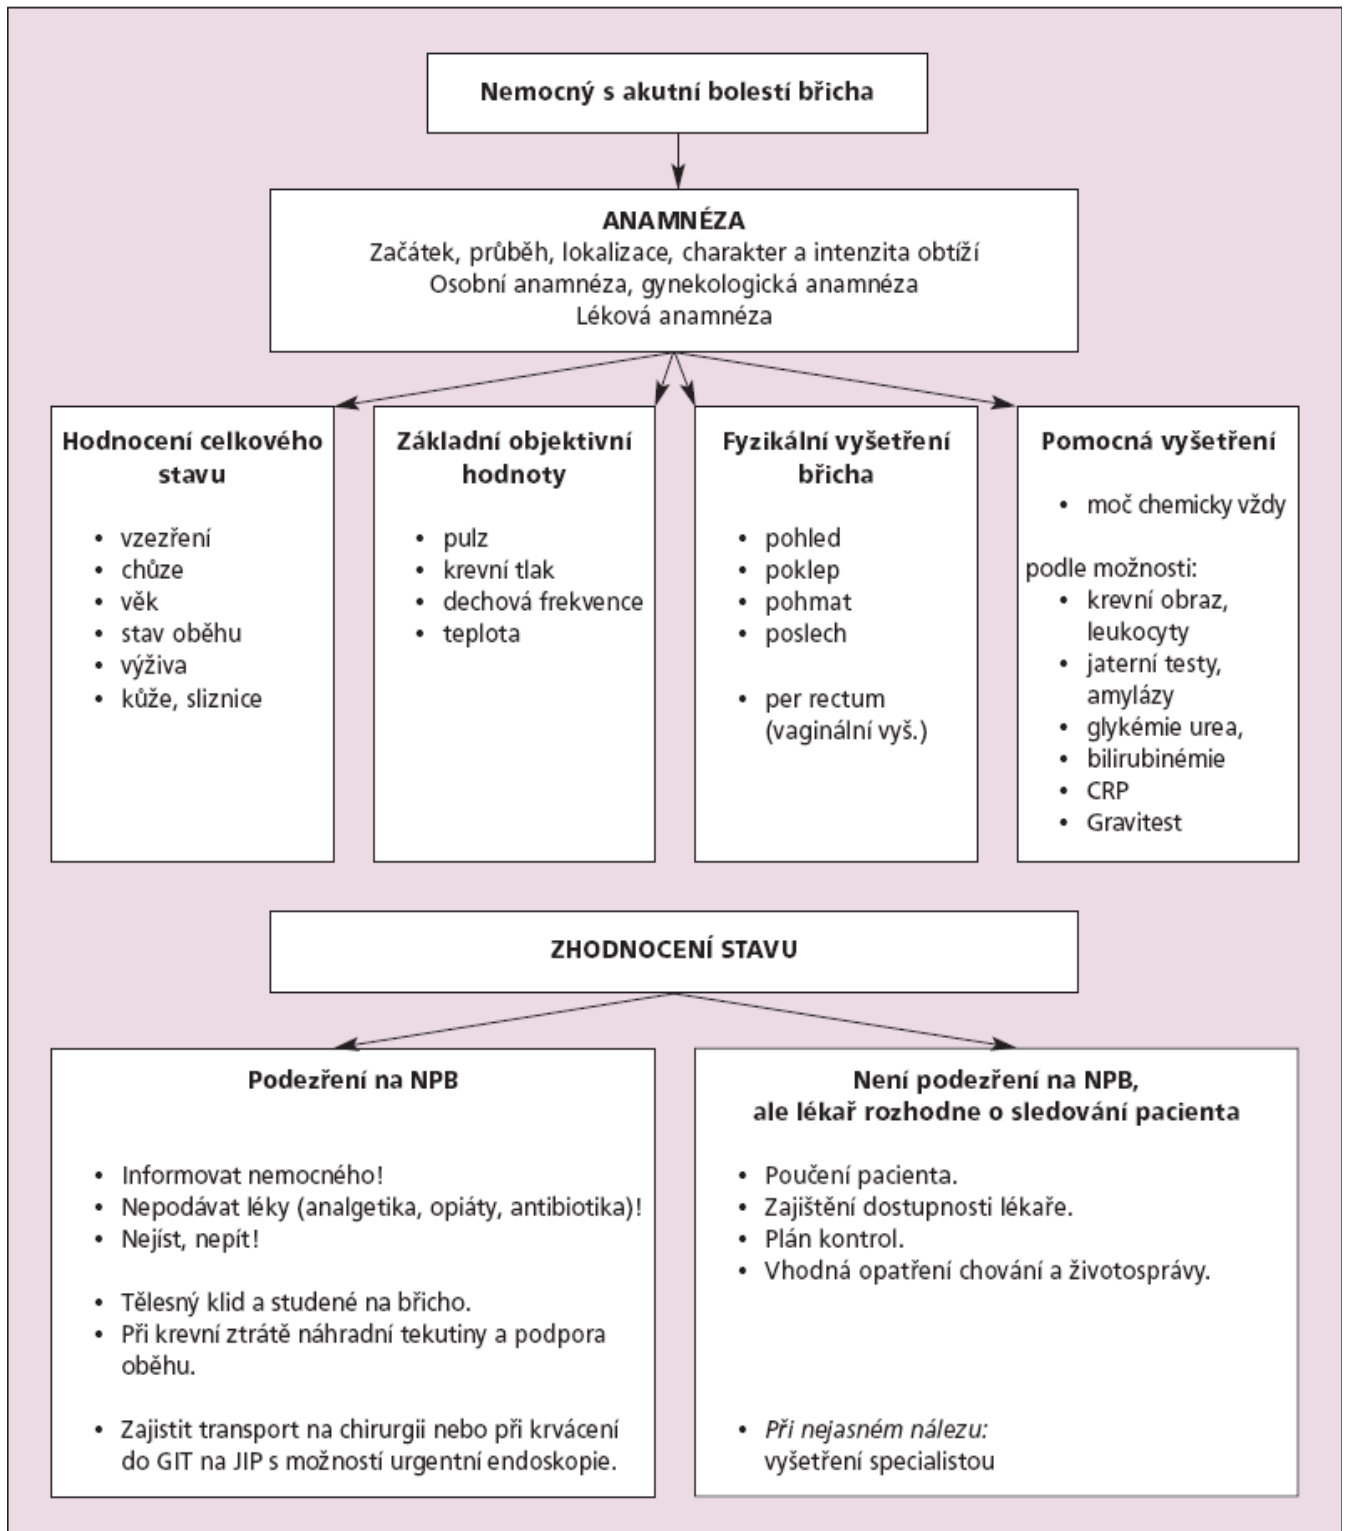 Nemocný s akutní bolestí břicha
ANAMNÉZA
Začátek, průběh, lokalizace, charakter a intenzita obtíží
Osobní anamnéza, gynekologická anamnéza
Léková anamnéza
Hodnocení celkového
stavu
• vzezření
• chůze
• věk
• stav oběhu
• výživa
• kůže, sliznice
Základní objektivní
hodnoty
• pulz
• krevní tlak
• dechová frekvence
• teplota
Fyzikální vyšetření
břicha
• pohled
• poklep
• pohmat
• poslech
• per rectum
(vaginální vyš.)
Pomocná vyšetření
• moč chemicky vždy
podle možnosti:
• krevní obraz,
leukocyty
• jaterní testy,
amylázy
• glykémie urea,
• bilirubinémie
• CRP
• Gravitest
ZHODNOCENÍ STAVU
Podezření na NPB
• Informovat nemocného!
• Nepodávat léky (analgetika, opiáty, antibiotika)!
• Nejíst, nepít!
• Tělesný klid a studené na břicho.
• Při krevní ztrátě náhradní tekutiny a podpora
oběhu.
• Zajistit transport na chirurgii nebo při krvácení
do GIT na JIP s možností urgentní endoskopie.
Není podezření na NPB,
ale lékař rozhodne o sledování pacienta
• Poučení pacienta.
• Zajištění dostupnosti lékaře.
• Plán kontrol.
• Vhodná opatření chování a životosprávy.
• Při nejasném nálezu:
vyšetření specialistou